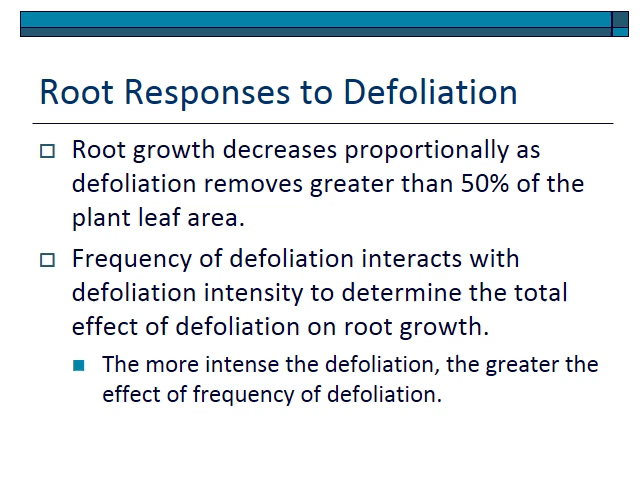 Root Responses to Defoliation
Root growth decreases proportionally as
defoliation removes greater than 50% of the
plant leaf area.
Frequency of defoliation interacts with
defoliation intensity to determine the total
effect of defoliation on root growth.
The more intense the defoliation, the greater the
effect of frequency of defoliation.